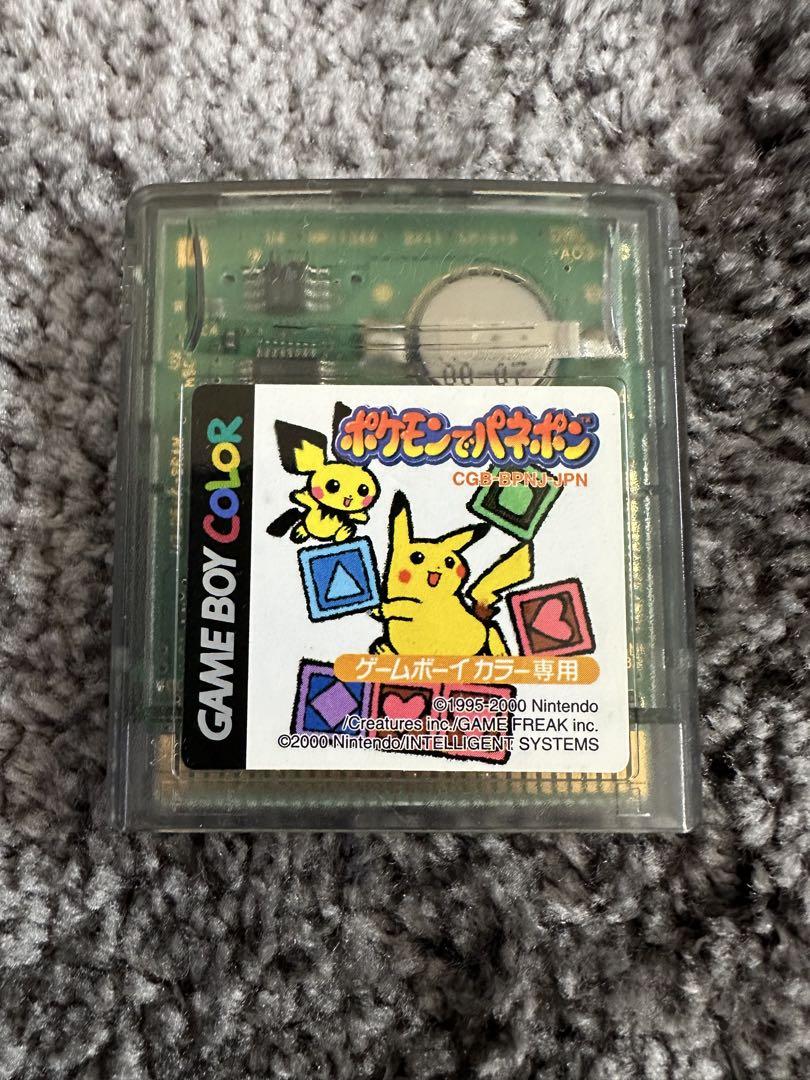 00-07
GAME BOY COLOR
ポケモンでパネポン
CGB-BPNJ-JPN
ゲームボーイカラー専用
©1995-2000 Nintendo
/Creatures inc./GAME FREAK inc.
©2000 Nintendo/INTELLIGENT SYSTEMS